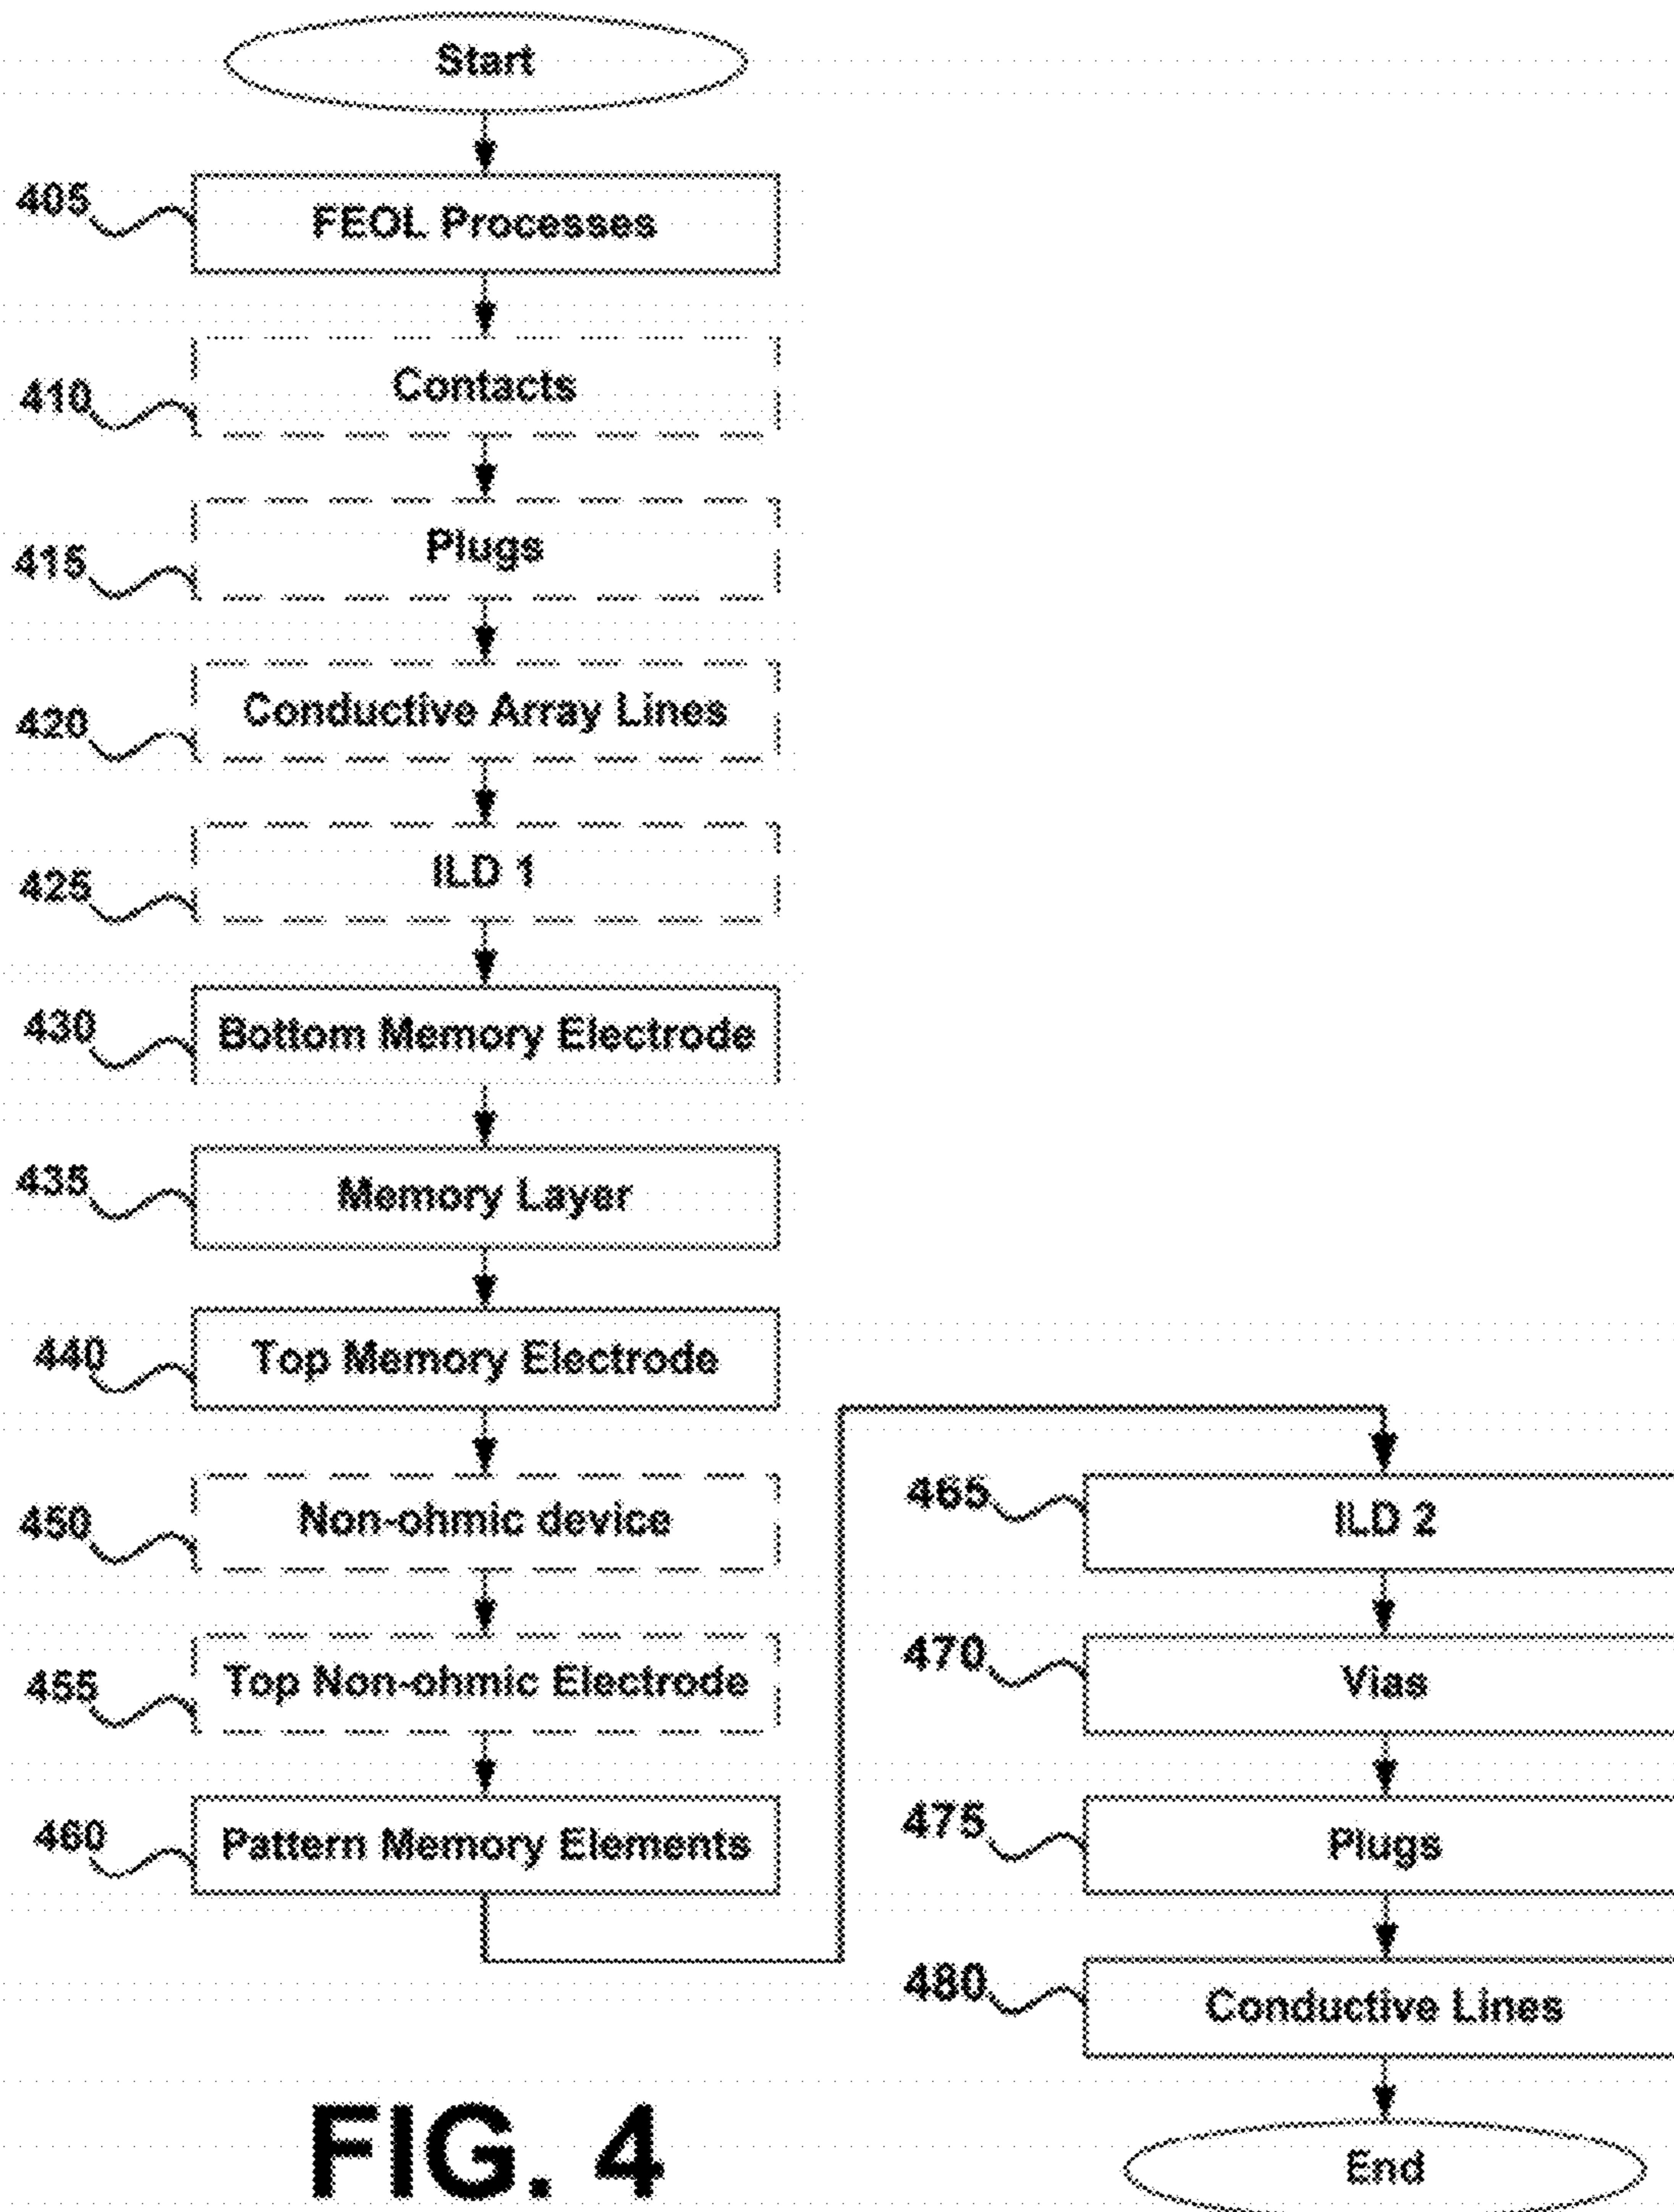 Start
405
FEOL Processes
410
Contacts
415
Plugs
420
Conductive Array Lines
425
ILD 1
430
Bottom Memory Electrode
435
Memory Layer
440
Top Memory Electrode
450
Non-ohmic device
455
Top Non-ohmic Electrode
460
Pattern Memory Elements
465
ILD 2
470
Vias
475
Plugs
480
Conductive Lines
End
FIG. 4